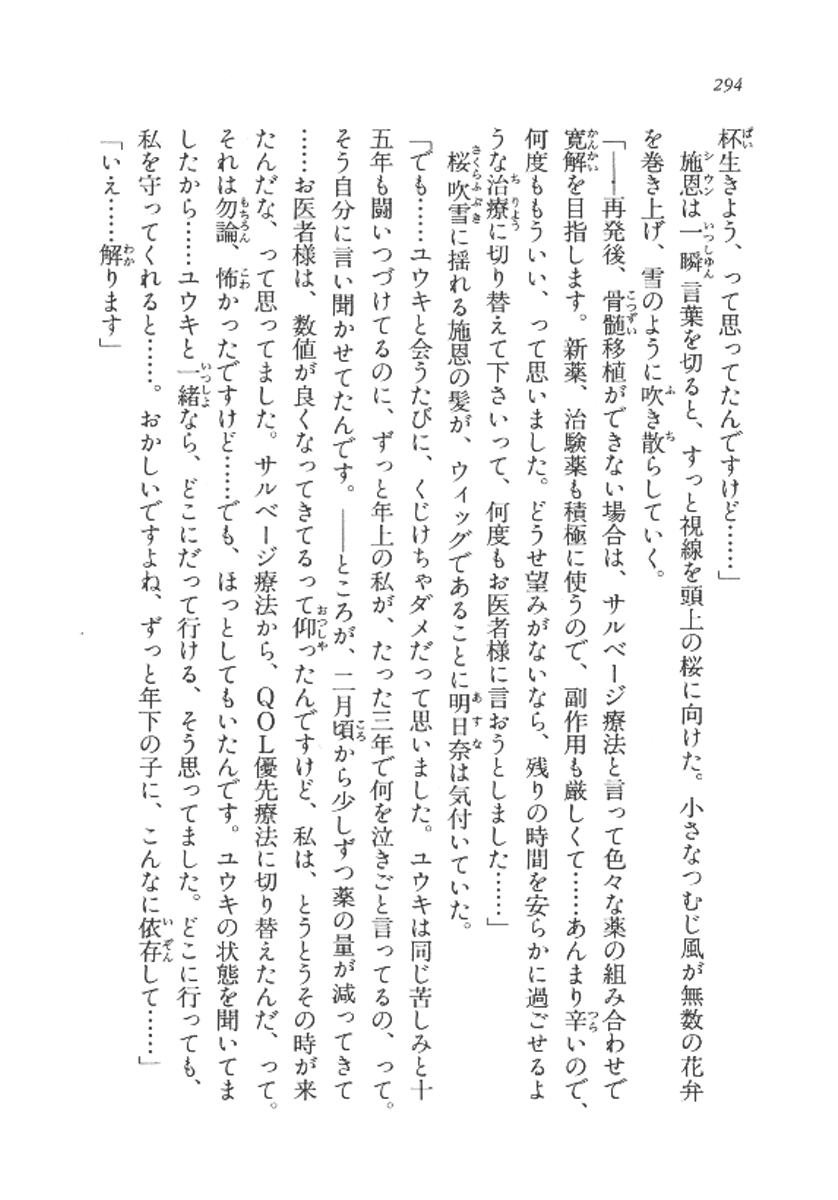 294
杯生きよう、って思ってたんですけど……」
施恩は一瞬言葉を切ると、すっと視線を頭上の桜に向けた。小さなつむじ風が無数の花弁
を巻き上げ、雪のように吹き散らしていく。
「――再発後、骨髄移植ができない場合は、サルベージ療法と言って色々な薬の組み合わせで
寛解を目指します。新薬、治験薬も積極に使うので、副作用も厳しくて……あんまり辛いので、
何度ももういい、って思いました。どうせ望みがないなら、残りの時間を安らかに過ごせるよ
うな治療に切り替えて下さいって、何度もお医者様に言おうとしました……」
桜吹雪に揺れる施恩の髪が、ウィッグであることに明日奈は気付いていた。
「でも……ユウキと会うたびに、くじけちゃダメだって思いました。ユウキは同じ苦しみと十
五年も闘いつづけてるのに、ずっと年上の私が、たった三年で何を泣きごと言ってるの、って。
そう自分に言い聞かせてたんです。――ところが、二月頃から少しずつ薬の量が減ってきて
……お医者様は、数値が良くなってきてるって仰ったんですけど、私は、とうとうその時が来
たんだな、って思ってました。サルベージ療法から、QOL優先療法に切り替えたんだ、って。
それは勿論、怖かったですけど……でも、ほっとしてもいたんです。ユウキの状態を聞いてま
したから……ユウキと一緒なら、どこにだって行ける、そう思ってました。どこに行っても、
私を守ってくれると……。おかしいですよね、ずっと年下の子に、こんなに依存して……」
「いえ……解ります」